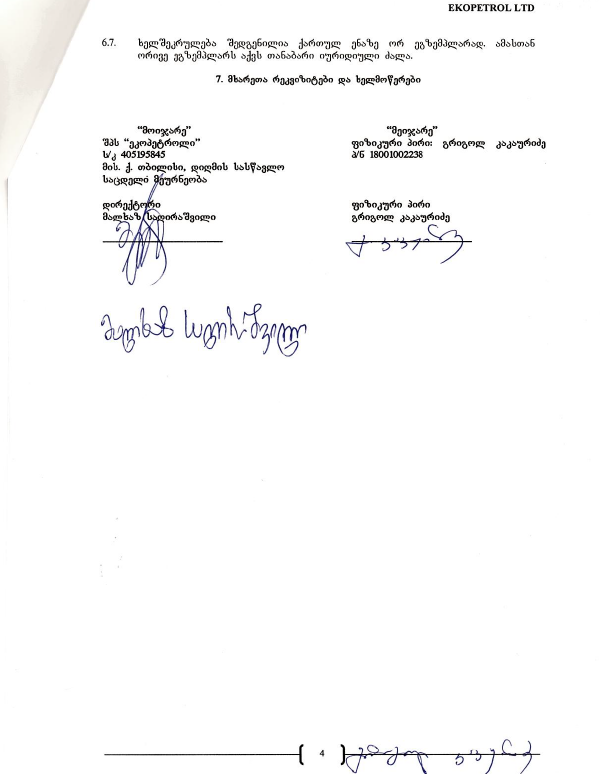 EKOPETROL LTD
6.7. ხელშეკრულება შედგენილია ქართულ ენაზე ორ ეგზემპლარად. ამასთან
ორივე ეგზემპლარს აქვს თანაბარი იურიდიული ძალა.
7. მხარეთა რეკვიზიტები და ხელმოწერები
“მოიჯარე”
შპს “ეკოპეტროლი”
ს/კ 405195845
მის. ქ. თბილისი, დიღმის სასწავლო
საცდელი მეურნეობა
დირექტორი
მალხაზ სადირაშვილი
“მეიჯარე”
ფიზიკური პირი: გრიგოლ კაკაურიძე
პ/ნ 18001002238
ფიზიკური პირი
გრიგოლ კაკაურიძე
მალხაზ სადირაშვილი
4